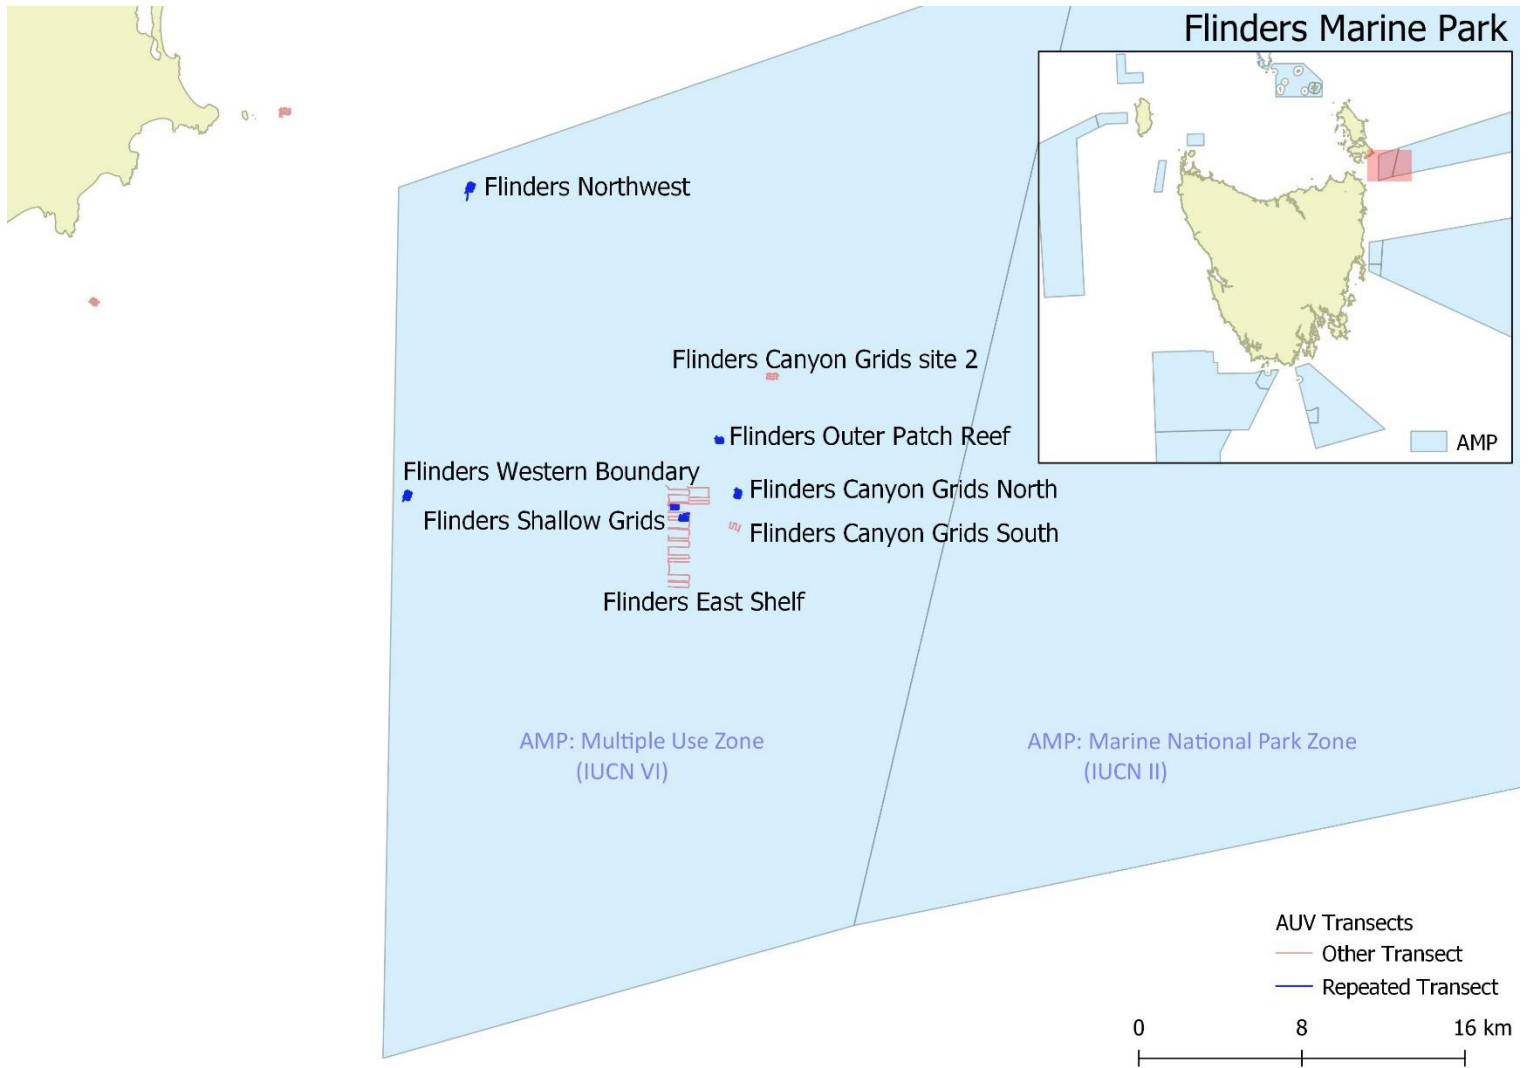 Flinders Marine Park
Flinders Northwest
Flinders Canyon Grids site 2
AMP
Flinders Outer Patch Reef
Flinders Western Boundary
Flinders Canyon Grids North
Flinders Shallow Grids
Flinders Canyon Grids South
Flinders East Shelf
AMP: Multiple Use Zone
(IUCN VI)
AMP: Marine National Park Zone
(IUCN II)
AUV Transects
Other Transect
Repeated Transect
0 8 16 km